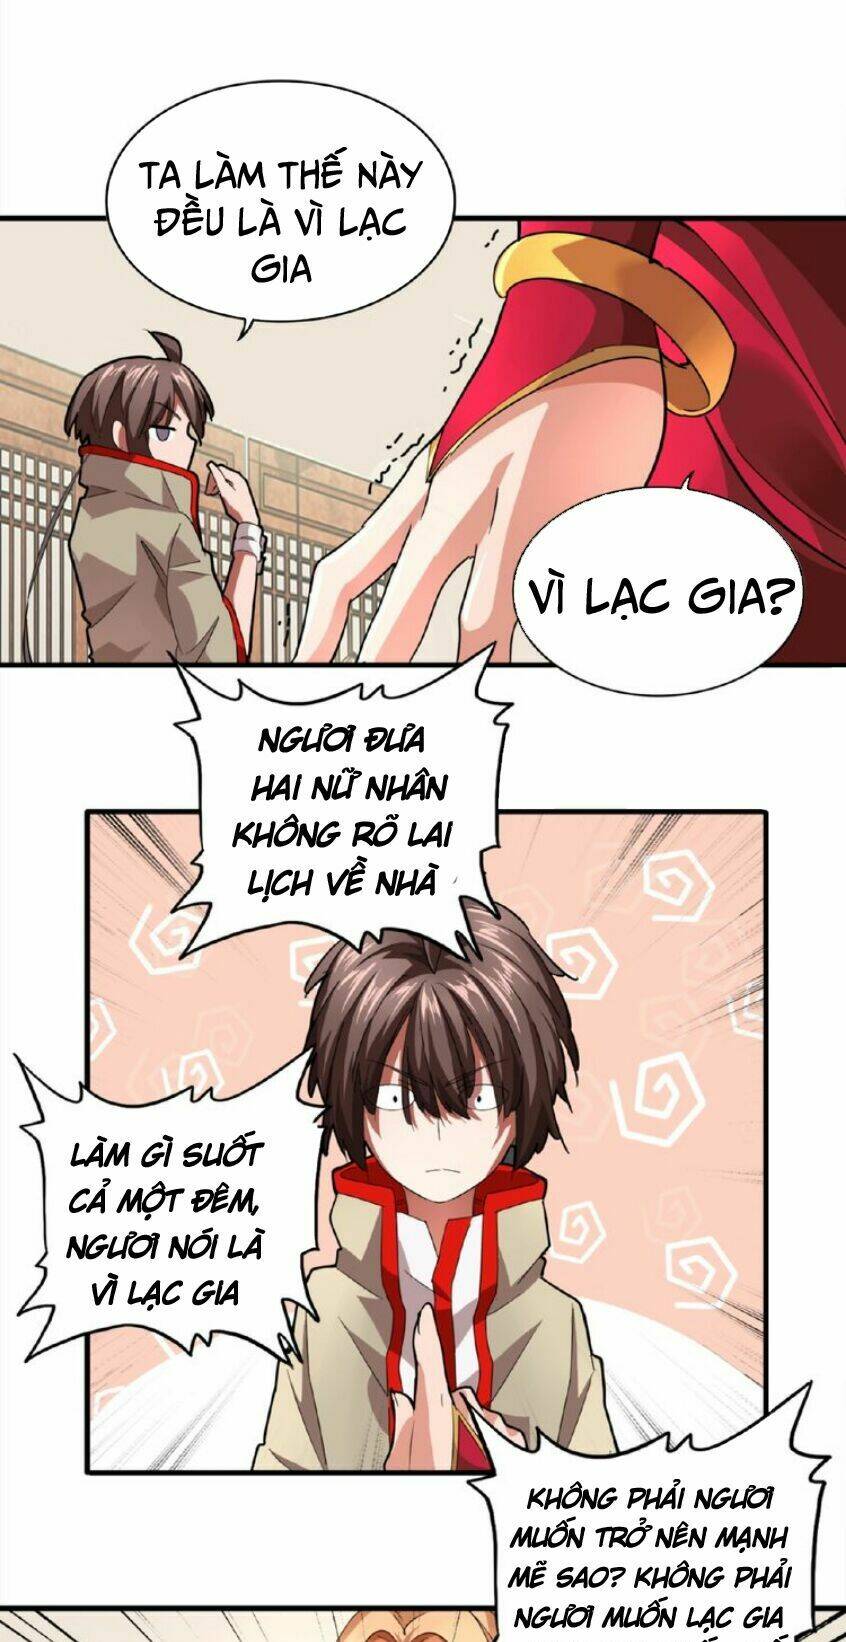 TA LÀM THẾ NÀY
ĐỀU LÀ VÌ LẠC
GIA
VÌ LẠC GIA?
NGƯƠI ĐƯA
HAI NỮ NHÂN
KHÔNG RÕ LAI
LỊCH VỀ NHÀ
LÀM GÌ SUỐT
CẢ MỘT ĐÊM,
NGƯƠI NÓI LÀ
VÌ LẠC GIA
KHÔNG PHẢI NGƯƠI
MUỐN TRỞ NÊN MẠNH
MẼ SAO? KHÔNG PHẢI
NGƯƠI MUỐN LẠC GIA